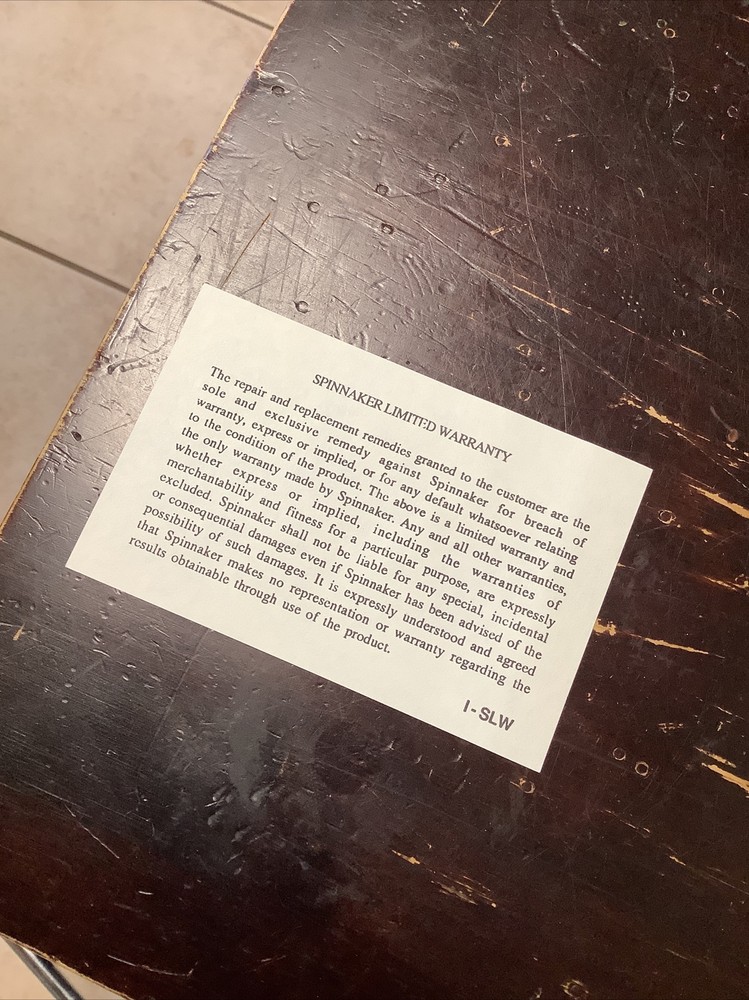 SPINNAKER LIMITED WARRANTY
The repair and replacement remedies granted to the customer are the
sole and exclusive remedy against Spinnaker for breach of
warranty, express or implied, or for any default whatsoever relating
to the condition of the product. The above is a limited warranty and
the only warranty made by Spinnaker. Any and all other warranties,
whether express or implied, including the warranties of
merchantability and fitness for a particular purpose, are expressly
excluded. Spinnaker shall not be liable for any special, incidental
or consequential damages even if Spinnaker has been advised of the
possibility of such damages. It is expressly understood and agreed
that Spinnaker makes no representation or warranty regarding the
results obtainable through use of the product.
I-SLW